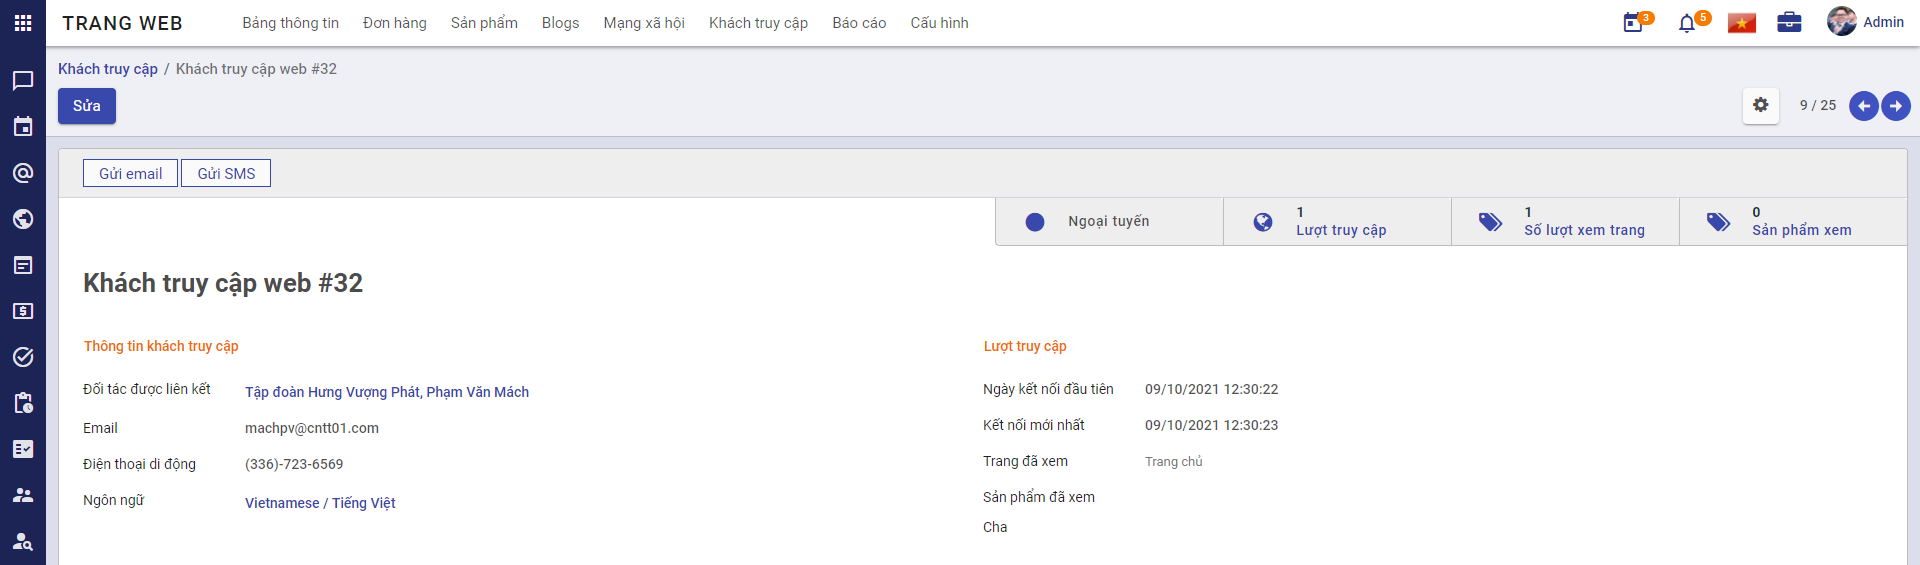 TRANG WEB Bảng thông tin Đơn hàng Sản phẩm Blogs Mạng xã hội Khách truy cập Báo cáo Cấu hình 3 5 Admin
Khách truy cập / Khách truy cập web #32
Sửa 9 / 25
Gửi email Gửi SMS
Ngoại tuyến
1
Lượt truy cập
1
Số lượt xem trang
0
Sản phẩm xem
Khách truy cập web #32
Thông tin khách truy cập
Đối tác được liên kết Tập đoàn Hưng Vượng Phát, Phạm Văn Mách
Email machpv@cntt01.com
Điện thoại di động (336)-723-6569
Ngôn ngữ Vietnamese / Tiếng Việt
Lượt truy cập
Ngày kết nối đầu tiên 09/10/2021 12:30:22
Kết nối mới nhất 09/10/2021 12:30:23
Trang đã xem Trang chủ
Sản phẩm đã xem
Cha